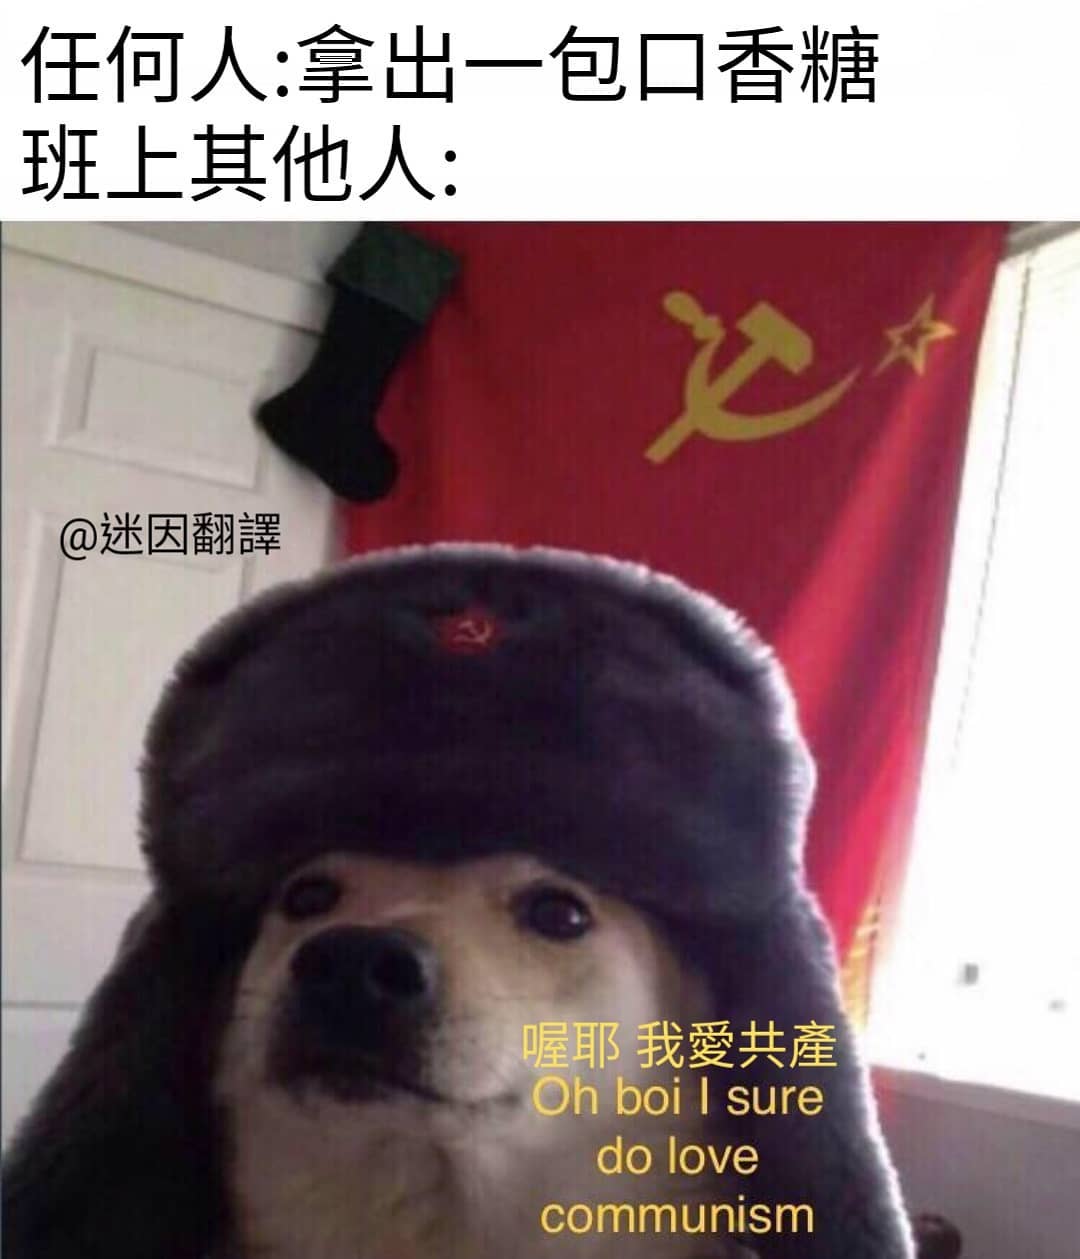 任何人:拿出一包口香糖
班上其他人:
@迷因翻譯
喔耶 我愛共產
Oh boi I sure
do love
communism